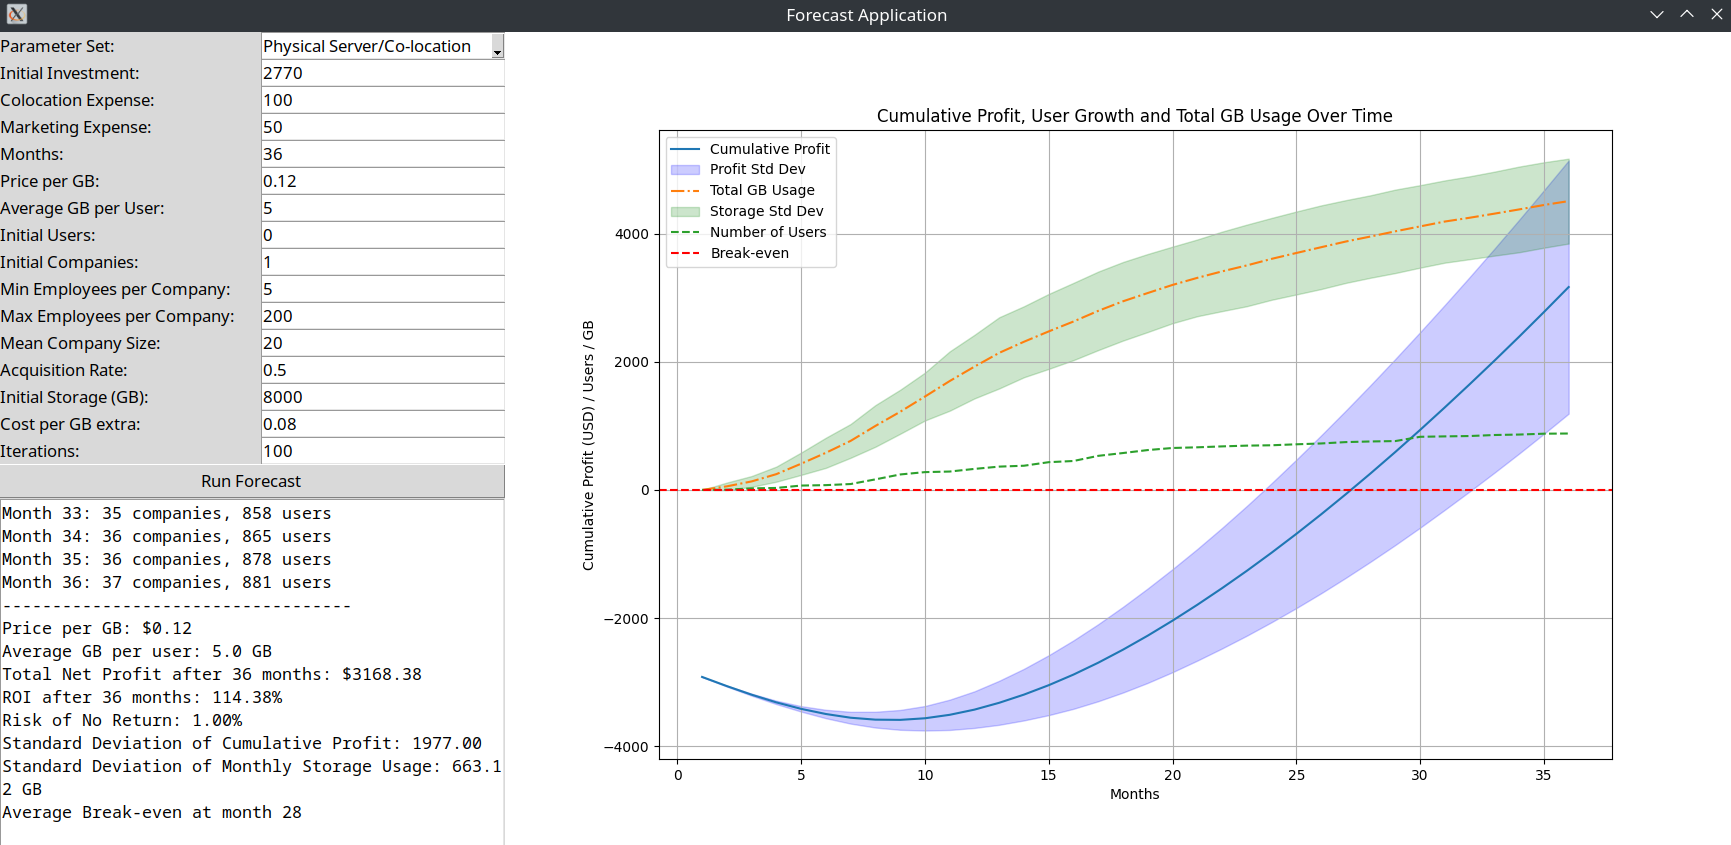 Forecast Application
Parameter Set: Physical Server/Co-location
Initial Investment: 2770
Colocation Expense: 100
Marketing Expense: 50
Months: 36
Price per GB: 0.12
Average GB per User: 5
Initial Users: 0
Initial Companies: 1
Min Employees per Company: 5
Max Employees per Company: 200
Mean Company Size: 20
Acquisition Rate: 0.5
Initial Storage (GB): 8000
Cost per GB extra: 0.08
Iterations: 100
Run Forecast
Month 33: 35 companies, 858 users
Month 34: 36 companies, 865 users
Month 35: 36 companies, 878 users
Month 36: 37 companies, 881 users
-----------------------------------
Price per GB: $0.12
Average GB per user: 5.0 GB
Total Net Profit after 36 months: $3168.38
ROI after 36 months: 114.38%
Risk of No Return: 1.00%
Standard Deviation of Cumulative Profit: 1977.00
Standard Deviation of Monthly Storage Usage: 663.1
2 GB
Average Break-even at month 28
Cumulative Profit, User Growth and Total GB Usage Over Time
Cumulative Profit
Profit Std Dev
Total GB Usage
Storage Std Dev
Number of Users
Break-even
Cumulative Profit (USD) / Users / GB
4000
2000
0
−2000
−4000
0 5 10 15 20 25 30 35
Months